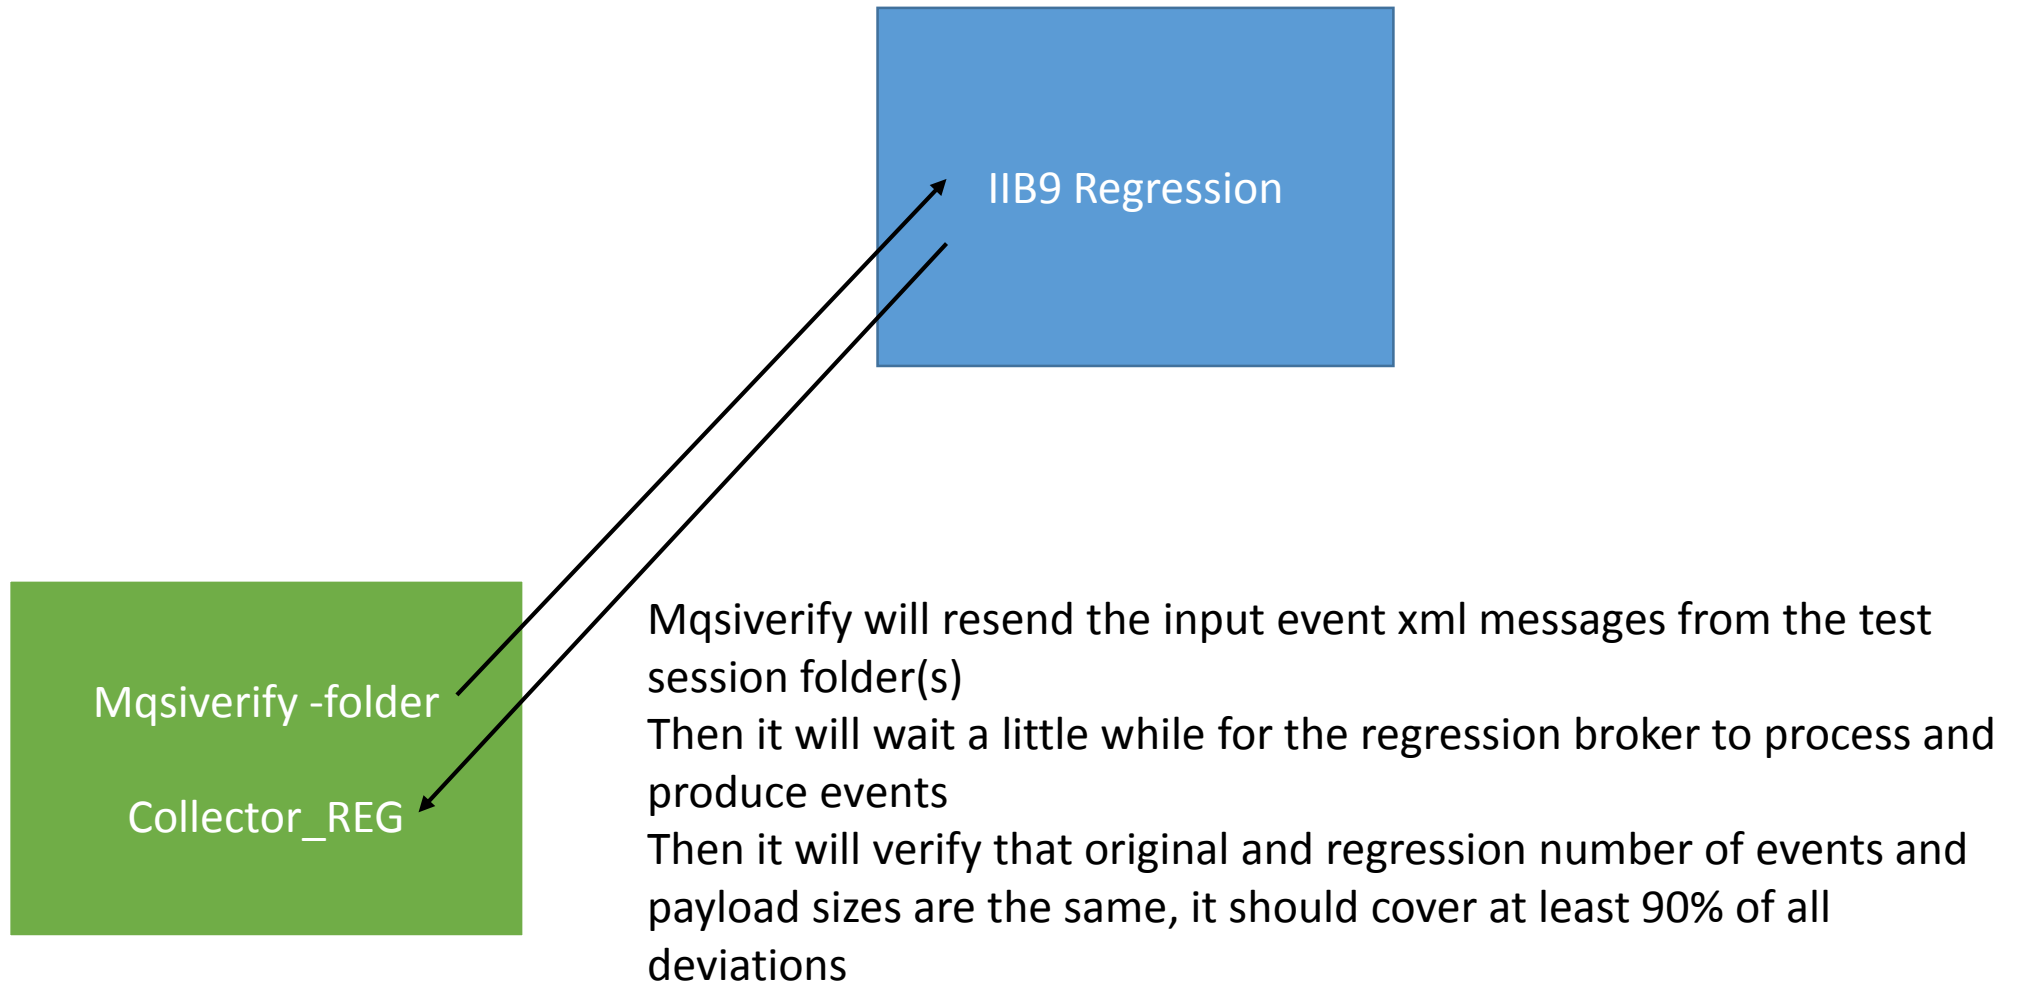 IIB9 Regression
Mqsiverify -folder
Collector_REG
Mqsiverify will resend the input event xml messages from the test
session folder(s)
Then it will wait a little while for the regression broker to process and
produce events
Then it will verify that original and regression number of events and
payload sizes are the same, it should cover at least 90% of all
deviations